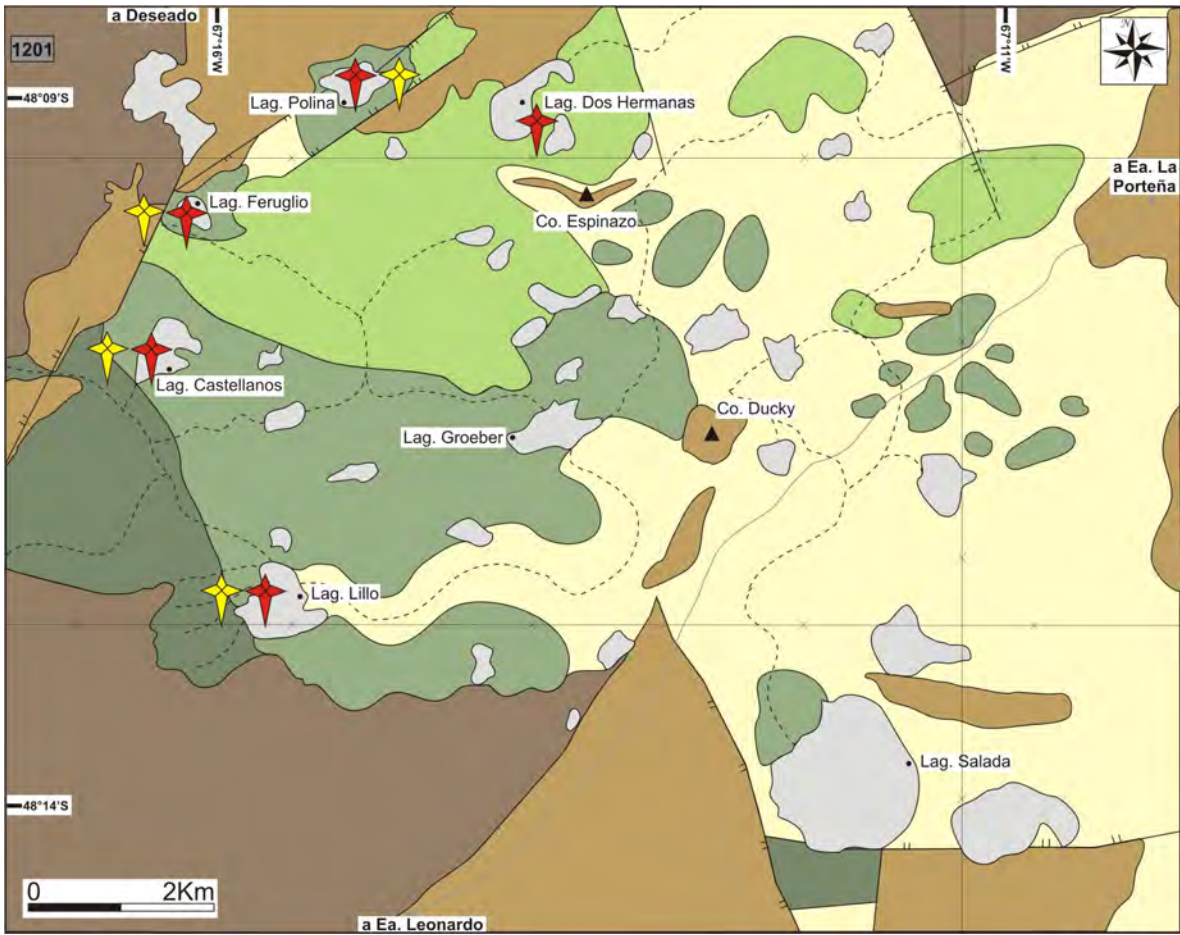 a Deseado
67°16'W
67°11'W
N
1201
48°09'S
Lag. Polina
Lag. Dos Hermanas
a Ea. La
Porteña
Lag. Feruglio
Co. Espinazo
Lag. Castellanos
Co. Ducky
Lag. Groeber
Lag. Lillo
Lag. Salada
48°14'S
0 2Km
a Ea. Leonardo